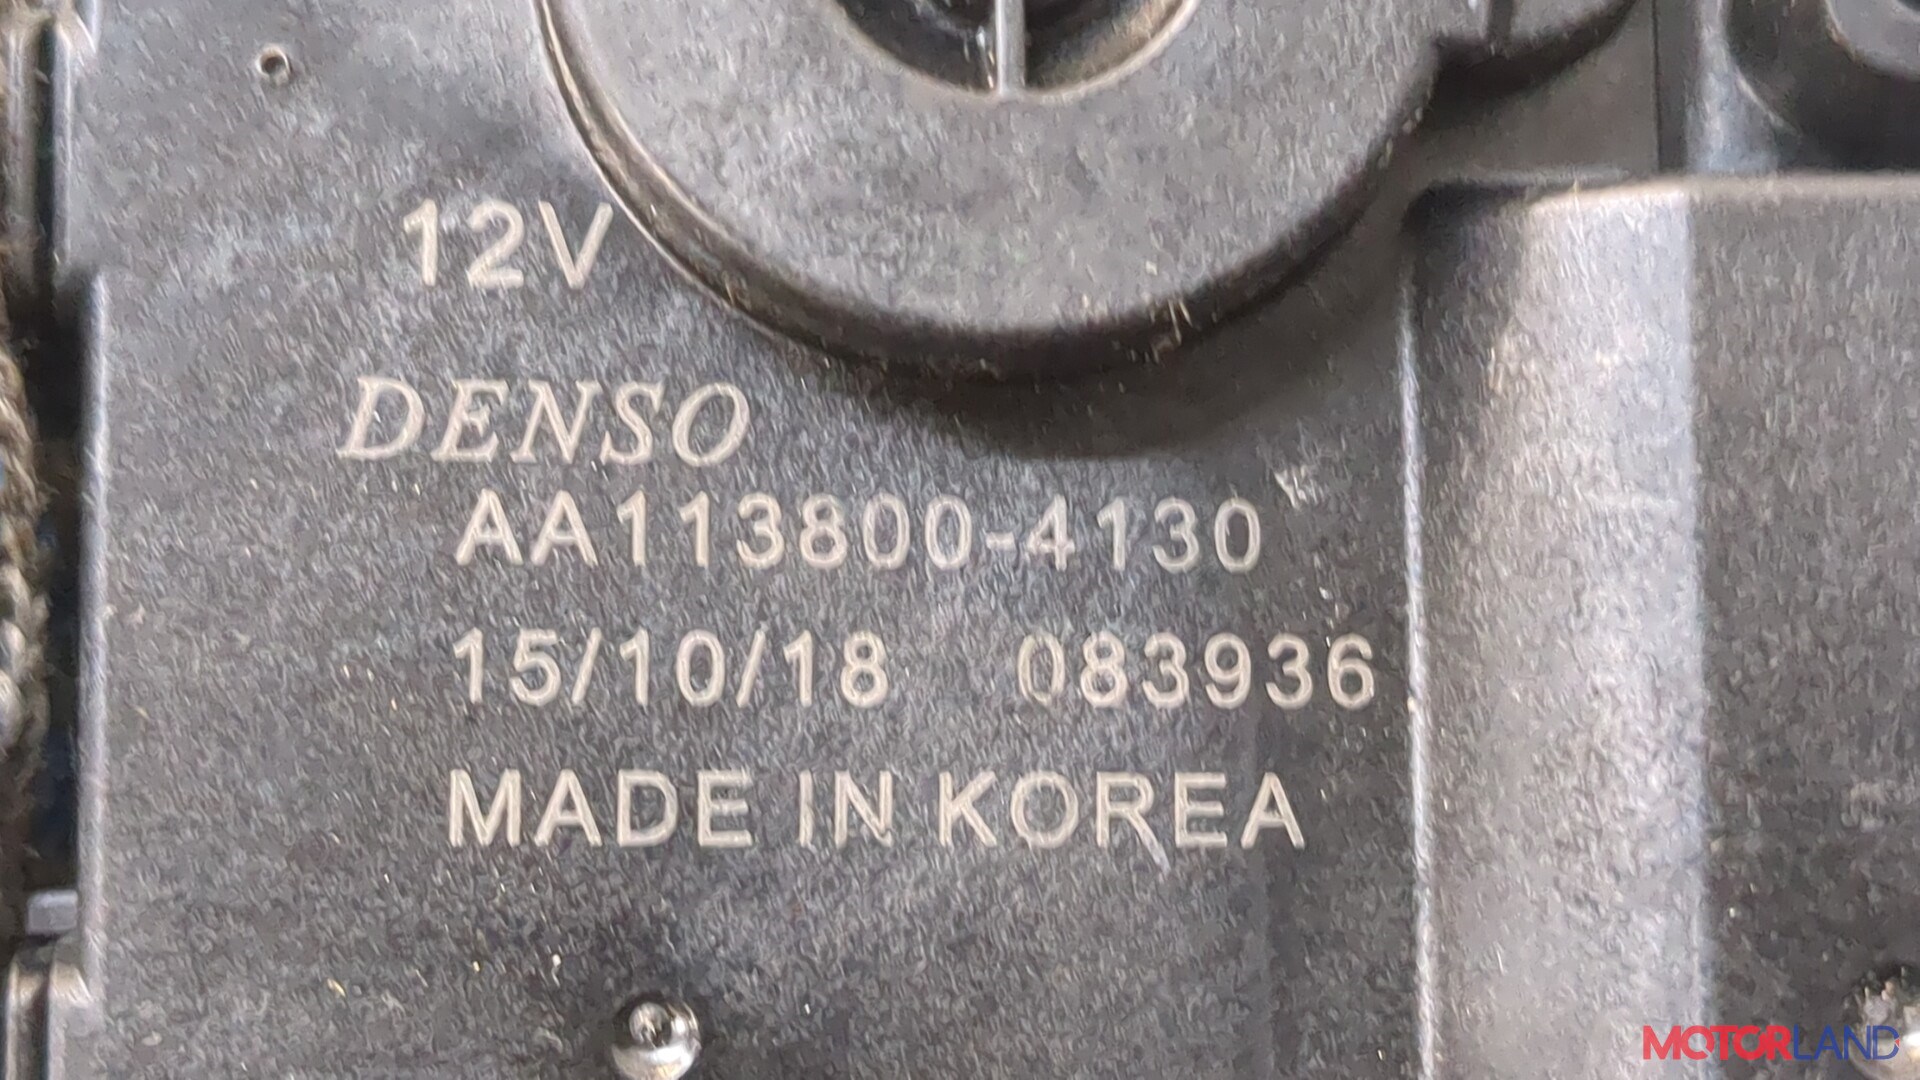 12V
DENSO
AA113800-4130
15/10/18 083936
MADE IN KOREA
MOTORLAND